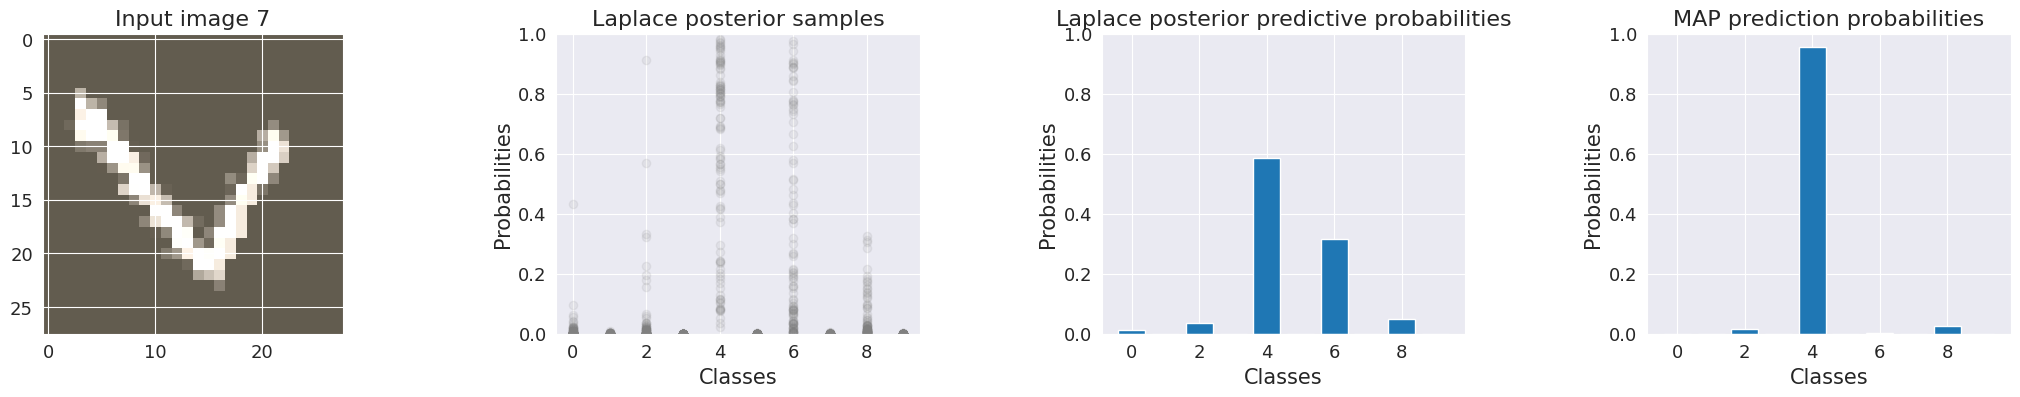 Input image 7
0
5
10
15
20
25
0 10 20
Laplace posterior samples
Probabilities
1.0
0.8
0.6
0.4
0.2
0.0
0 2 4 6 8
Classes
Laplace posterior predictive probabilities
Probabilities
1.0
0.8
0.6
0.4
0.2
0.0
0 2 4 6 8
Classes
MAP prediction probabilities
Probabilities
1.0
0.8
0.6
0.4
0.2
0.0
0 2 4 6 8
Classes